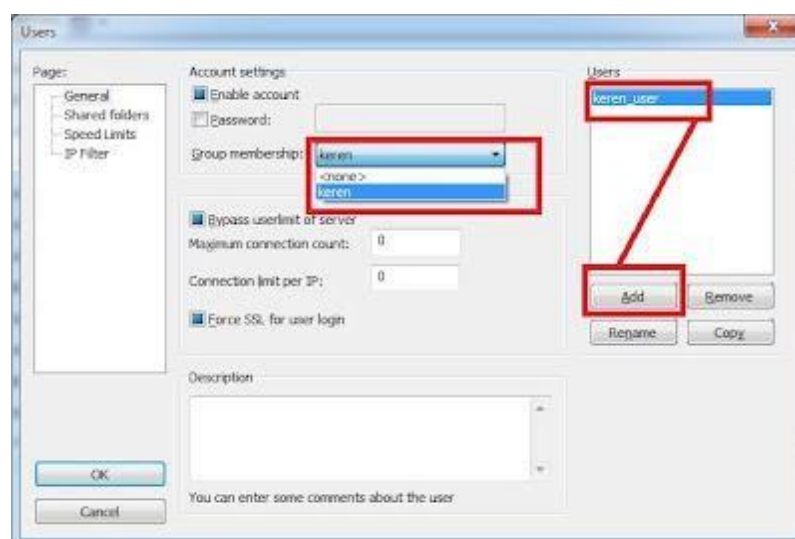 Users
Page:
General
Shared folders
Speed Limits
IP Filter
OK
Cancel
Account settings
Enable account
Password:
Group membership: keren
<none>
keren
Bypass userlimit of server
Maximum connection count: 0
Connection limit per IP: 0
Force SSL for user login
Description
You can enter some comments about the user
Users
keren_user
Add Remove
Rename Copy